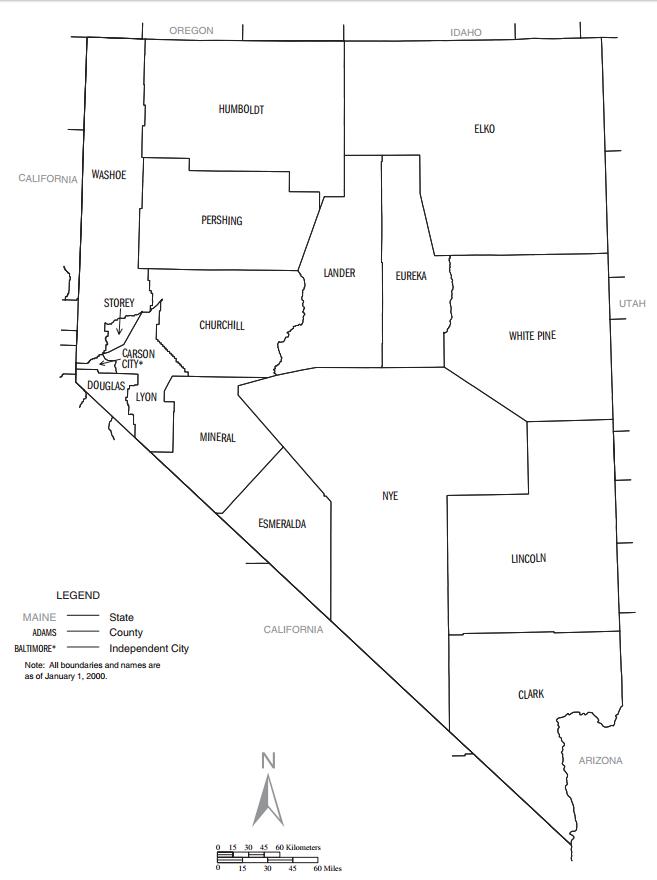 OREGON
IDAHO
HUMBOLDT
ELKO
CALIFORNIA
WASHOE
PERSHING
LANDER
EUREKA
STOREY
UTAH
CHURCHILL
WHITE PINE
CARSON
CITY*
DOUGLAS
LYON
MINERAL
NYE
ESMERALDA
LINCOLN
LEGEND
MAINE State
ADAMS County
BALTIMORE* Independent City
Note: All boundaries and names are
as of January 1, 2000.
CALIFORNIA
CLARK
ARIZONA
N
0 15 30 45 60 Kilometers
0 15 30 45 60 Miles